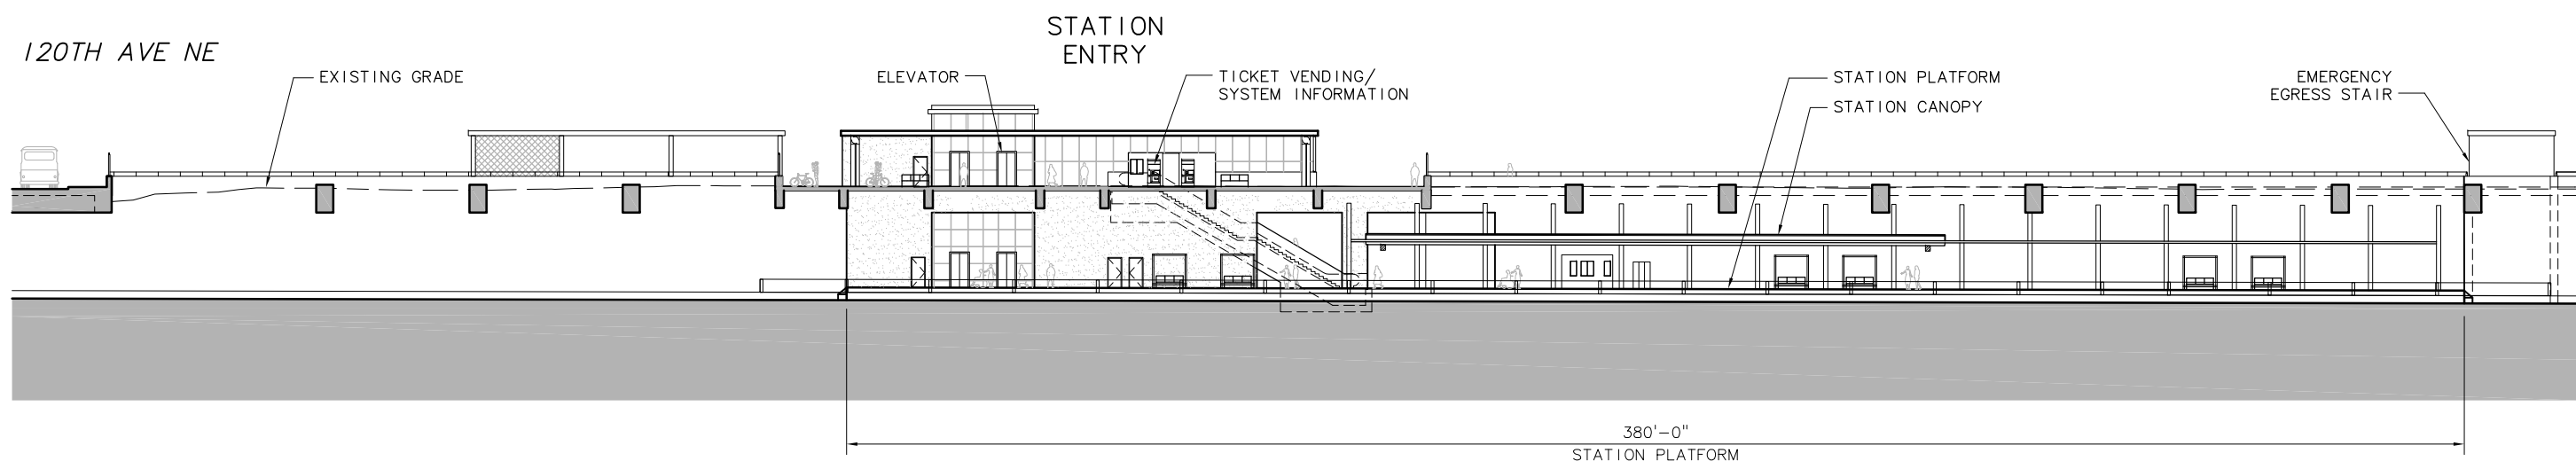 120TH AVE NE
STATION
ENTRY
EXISTING GRADE
ELEVATOR
TICKET VENDING/
SYSTEM INFORMATION
STATION PLATFORM
STATION CANOPY
EMERGENCY
EGRESS STAIR
380'-0"
STATION PLATFORM